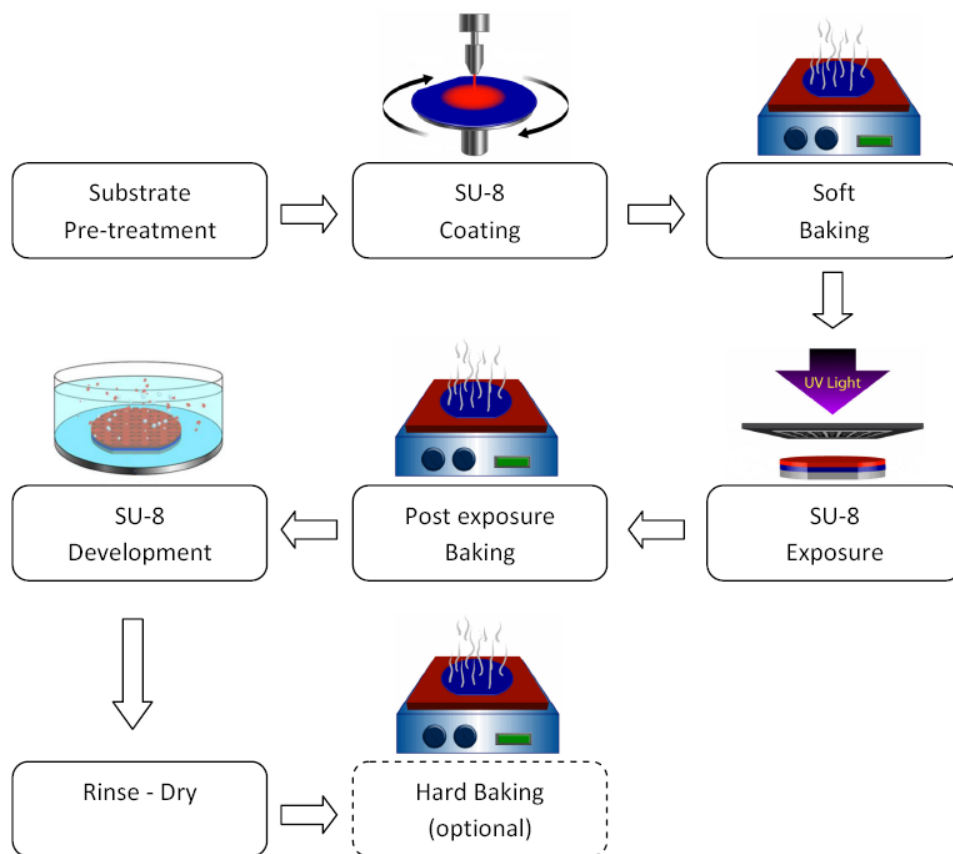 Substrate
Pre-treatment
SU-8
Coating
Soft
Baking
UV Light
SU-8
Exposure
Post exposure
Baking
SU-8
Development
Rinse - Dry
Hard Baking
(optional)